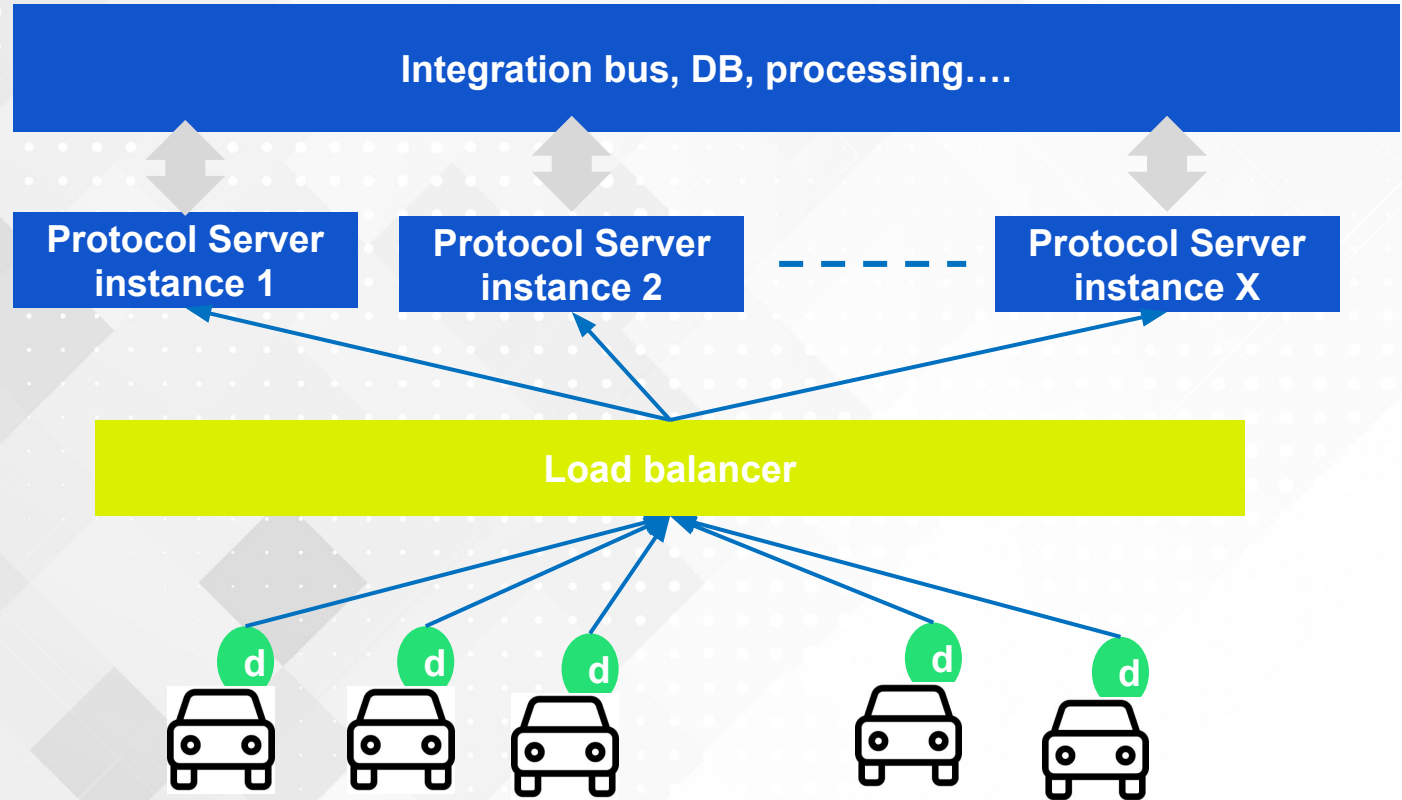 Integration bus, DB, processing....
Protocol Server
instance 1
Protocol Server
instance 2
Protocol Server
instance X
Load balancer
d
d
d
d
d